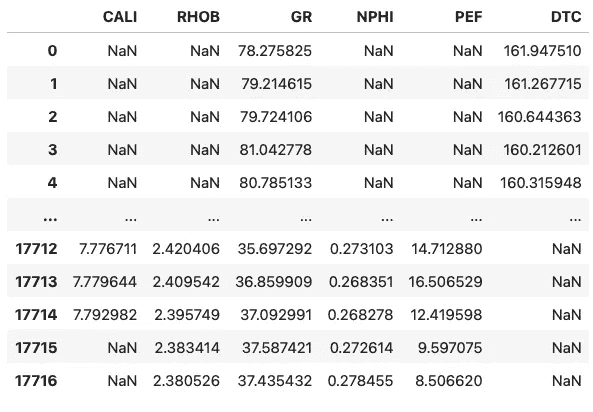 CALI RHOB GR NPHI PEF DTC
0 NaN NaN 78.275825 NaN NaN 161.947510
1 NaN NaN 79.214615 NaN NaN 161.267715
2 NaN NaN 79.724106 NaN NaN 160.644363
3 NaN NaN 81.042778 NaN NaN 160.212601
4 NaN NaN 80.785133 NaN NaN 160.315948
... ... ... ... ... ... ...
17712 7.776711 2.420406 35.697292 0.273103 14.712880 NaN
17713 7.779644 2.409542 36.859909 0.268351 16.506529 NaN
17714 7.792982 2.395749 37.092991 0.268278 12.419598 NaN
17715 NaN 2.383414 37.587421 0.272614 9.597075 NaN
17716 NaN 2.380526 37.435432 0.278455 8.506620 NaN